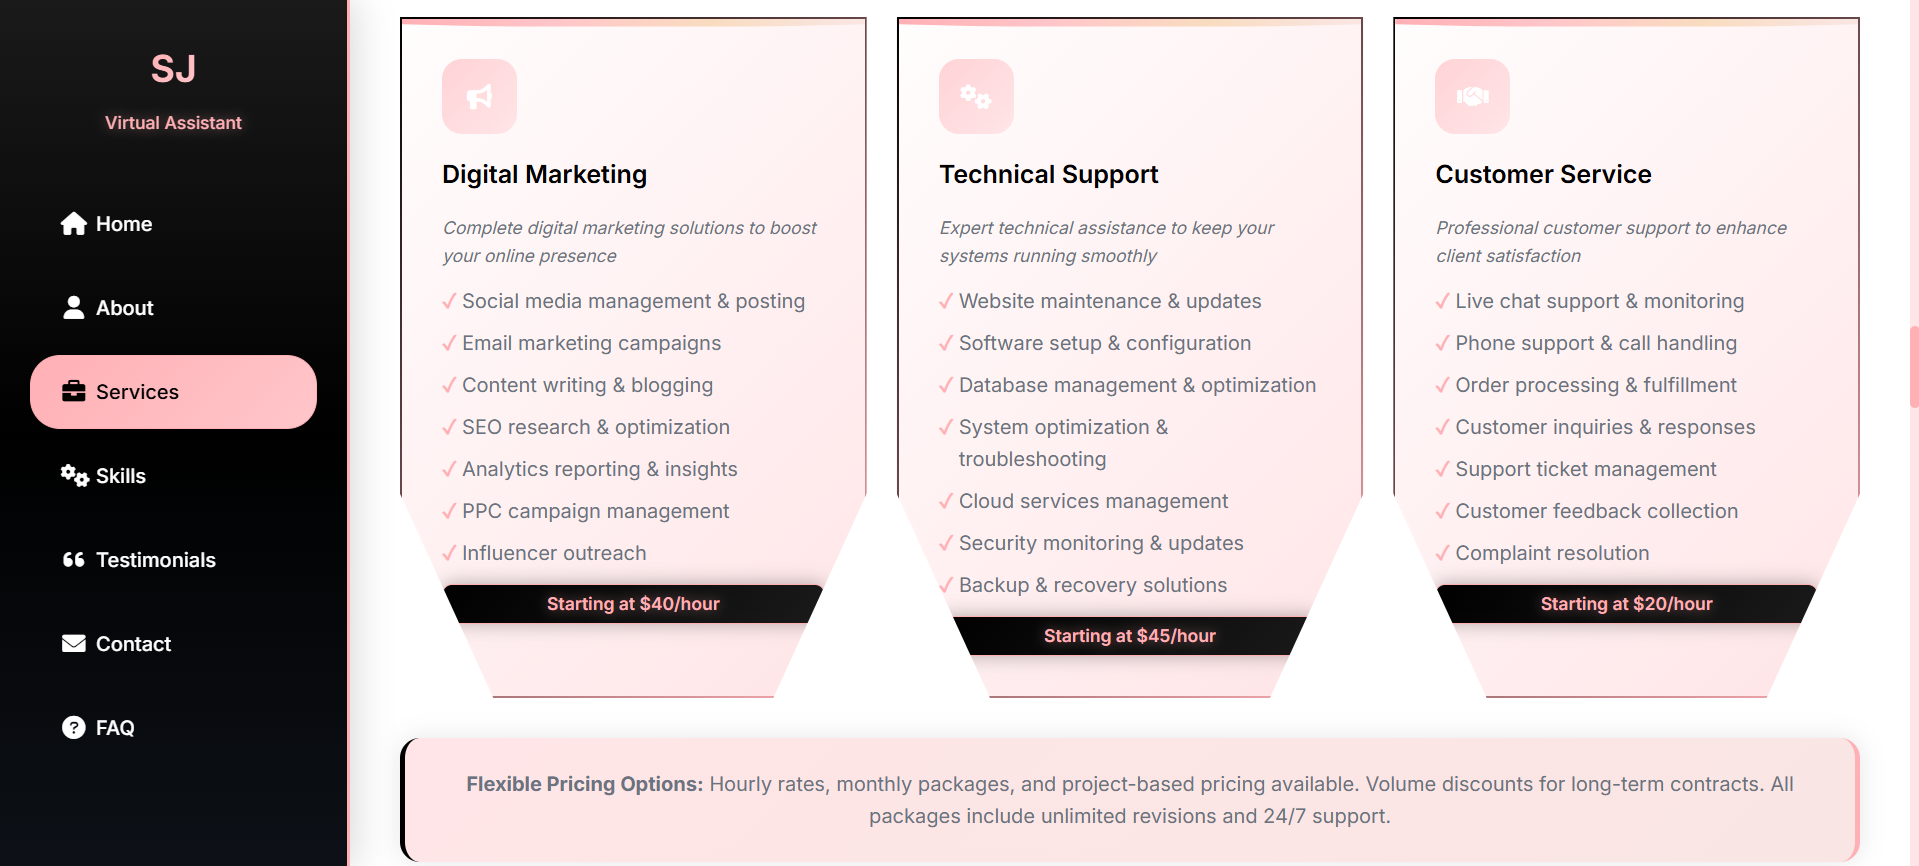 SJ
Virtual Assistant
Home
About
Services
Skills
Testimonials
Contact
FAQ
Digital Marketing
Complete digital marketing solutions to boost
your online presence
✓ Social media management & posting
✓ Email marketing campaigns
✓ Content writing & blogging
✓ SEO research & optimization
✓ Analytics reporting & insights
✓ PPC campaign management
✓ Influencer outreach
Starting at $40/hour
Technical Support
Expert technical assistance to keep your
systems running smoothly
✓ Website maintenance & updates
✓ Software setup & configuration
✓ Database management & optimization
✓ System optimization &
troubleshooting
✓ Cloud services management
✓ Security monitoring & updates
✓ Backup & recovery solutions
Starting at $45/hour
Customer Service
Professional customer support to enhance
client satisfaction
✓ Live chat support & monitoring
✓ Phone support & call handling
✓ Order processing & fulfillment
✓ Customer inquiries & responses
✓ Support ticket management
✓ Customer feedback collection
✓ Complaint resolution
Starting at $20/hour
Flexible Pricing Options: Hourly rates, monthly packages, and project-based pricing available. Volume discounts for long-term contracts. All
packages include unlimited revisions and 24/7 support.